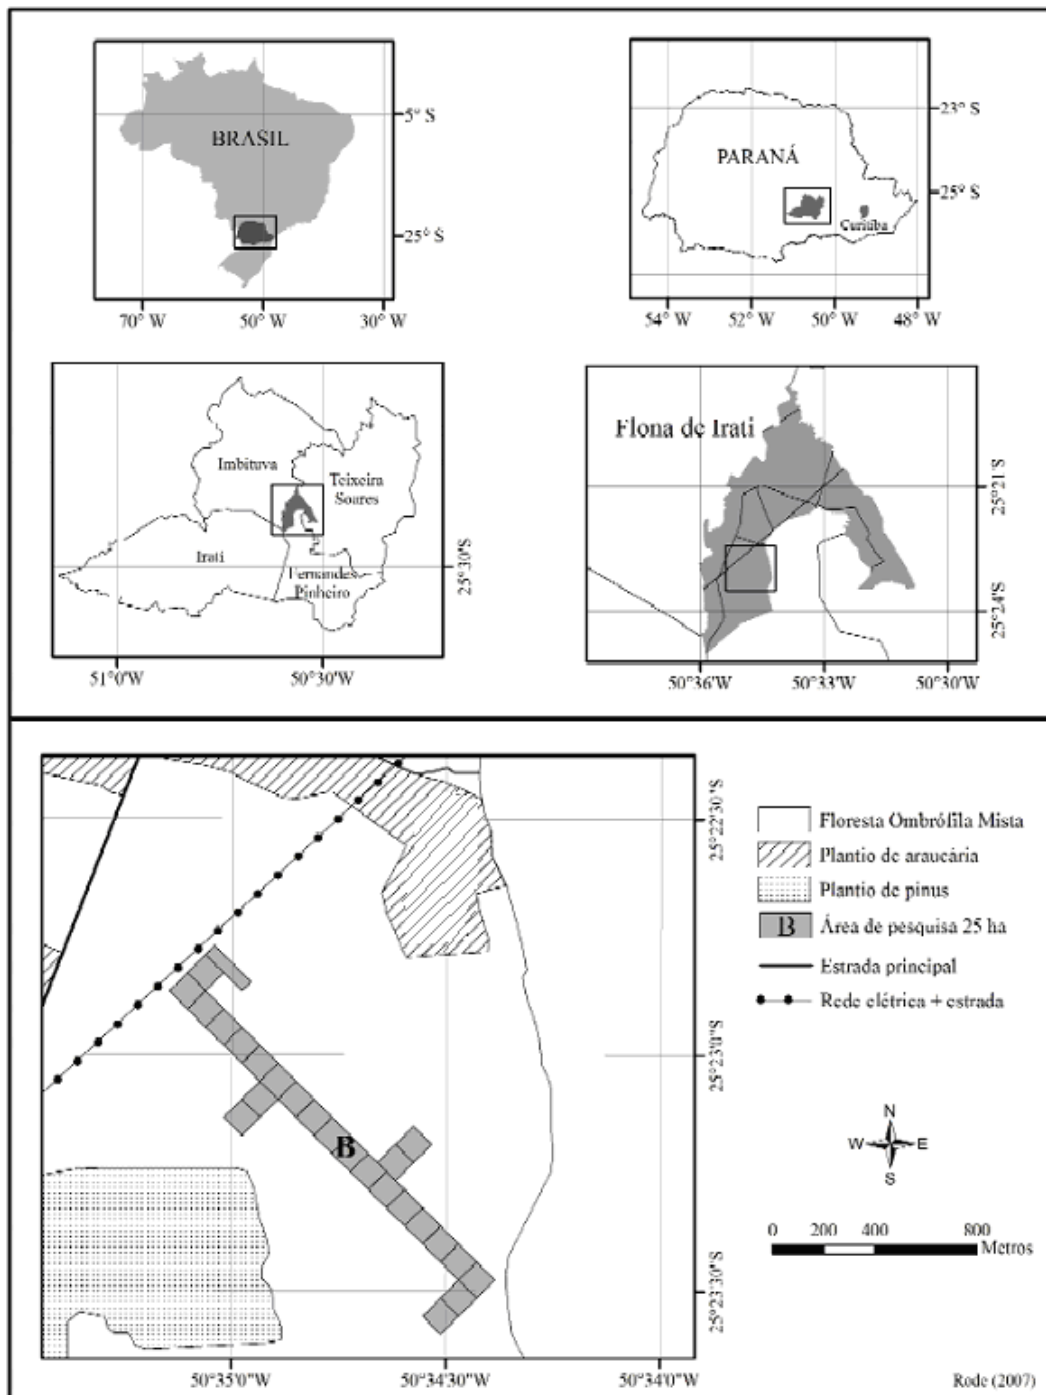 BRASIL
5° S
25° S
70° W
50° W
30° W
PARANÁ
Curitiba
23° S
25° S
54° W
52° W
50° W
48° W
Imbituva
Teixeira
Soares
Irati
Fernandes
Pinheiro
25°30'S
51°0'W
50°30'W
Flona de Irati
25°21'S
25°24'S
50°36'W
50°33'W
50°30'W
B
25°22'30"S
25°23'0"S
25°23'30"S
50°35'0"W
50°34'30"W
50°34'0"W
Floresta Ombrófila Mista
Plantio de araucária
Plantio de pinus
B Área de pesquisa 25 ha
Estrada principal
Rede elétrica + estrada
N
W E
S
0 200 400 800
Metros
Rode (2007)